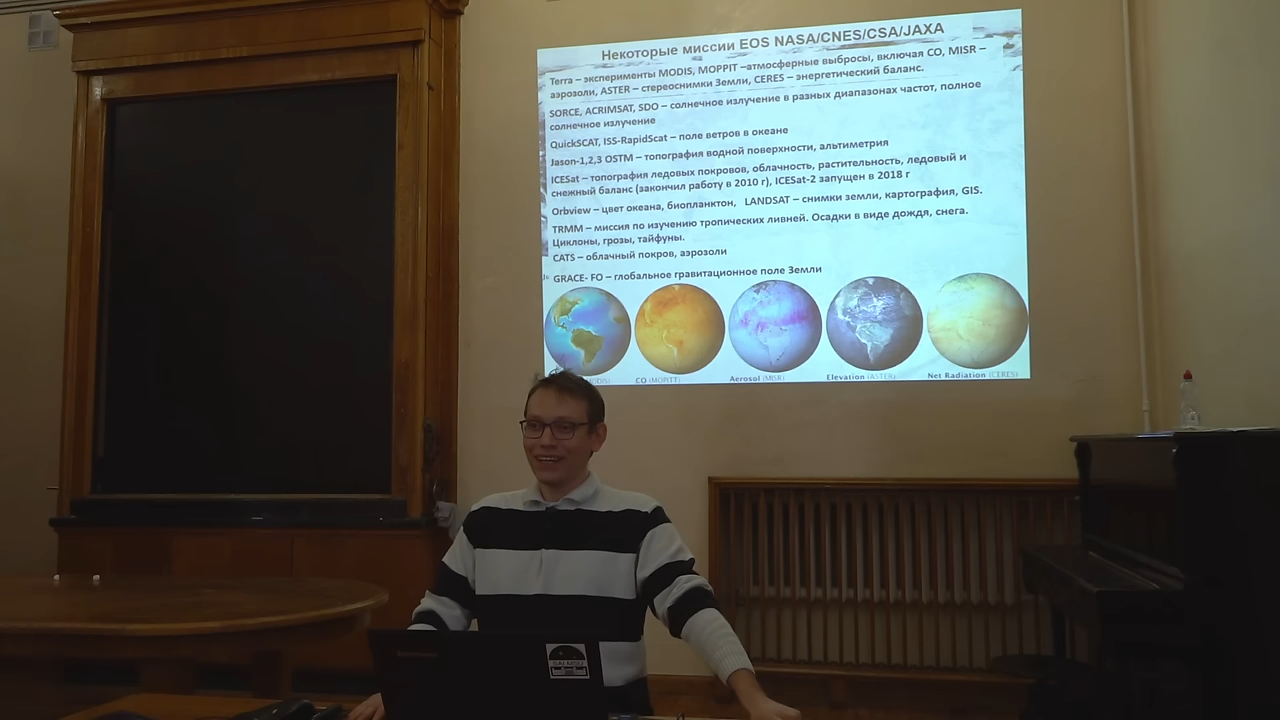 Некоторые миссии EOS NASA/CNES/CSA/JAXA
Terra – эксперименты MODIS, MOPPIT –атмосферные выбросы, включая CO, MISR –
аэрозоли, ASTER – стереоснимки Земли, CERES – энергетический баланс.
SORCE, ACRIMSAT, SDO – солнечное излучение в разных диапазонах частот, полное
солнечное излучение
QuickSCAT, ISS-RapidScat – поле ветров в океане
Jason-1,2,3 OSTM – топография водной поверхности, альтиметрия
ICESat – топография ледовых покровов, облачность, растительность, ледовый и
снежный баланс (закончил работу в 2010 г), ICESat-2 запущен в 2018 г
Orbview – цвет океана, биопланктон, LANDSAT – снимки земли, картография, GIS.
TRMM – миссия по изучению тропических ливней. Осадки в виде дождя, снега.
Циклоны, грозы, тайфуны.
CATS – облачный покров, аэрозоли
GRACE- FO – глобальное гравитационное поле Земли
(MODIS) CO (MOPITT) Aerosol (MISR) Elevation (ASTER) Net Radiation (CERES)
SAI MSU